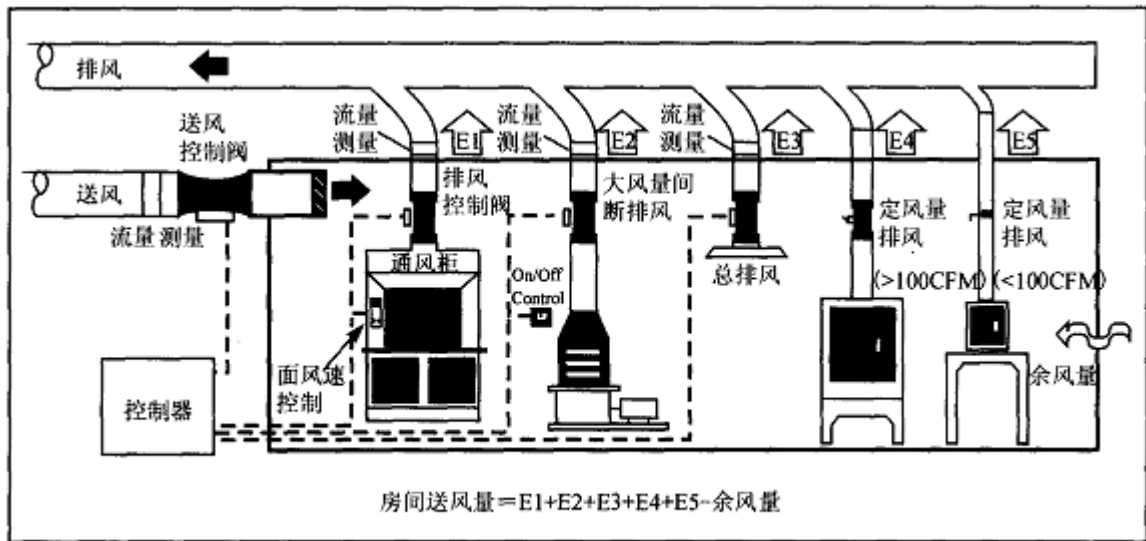 排风
送风
控制阀
送风
流量 测量
流量
测量
E1
流量
测量
E2
流量
测量
E3
E4
E5
排风
控制阀
大风量间
断排风
定风量
排风
定风量
排风
通风柜
On/Off
Control
总排风
(>100CFM)
(<100CFM)
面风速
控制
余风量
控制器
房间送风量=E1+E2+E3+E4+E5-余风量